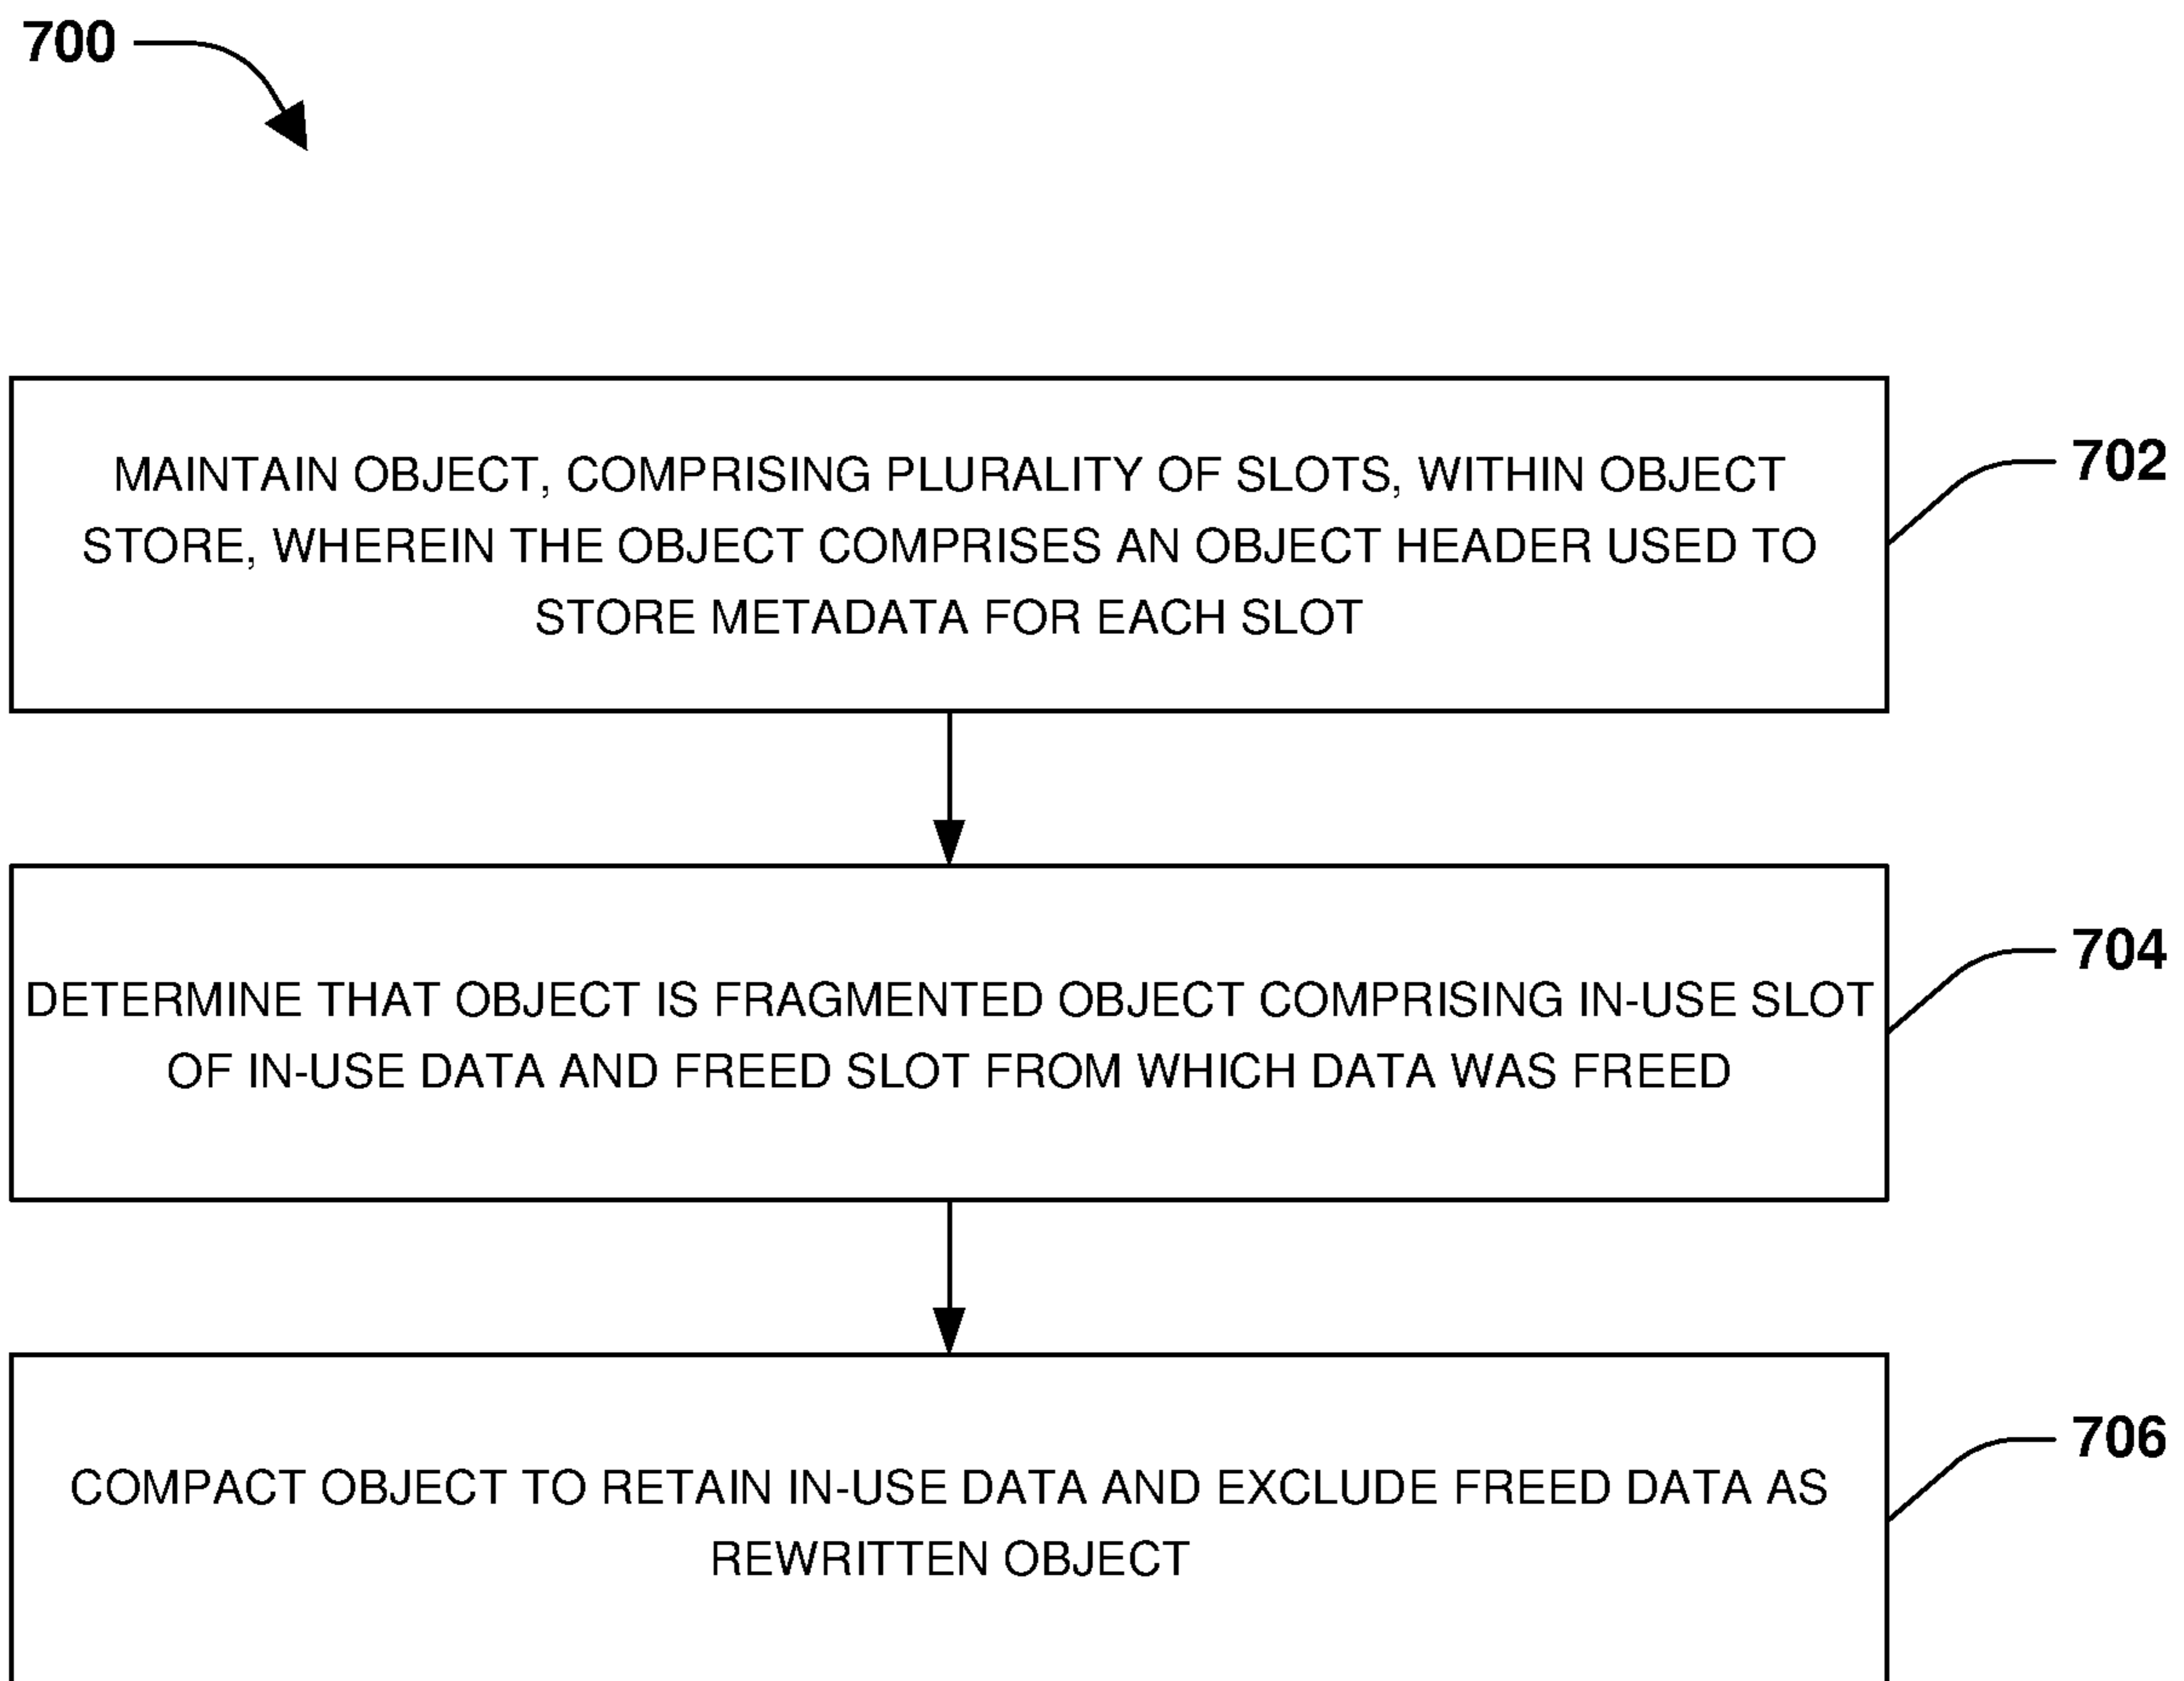 700
MAINTAIN OBJECT, COMPRISING PLURALITY OF SLOTS, WITHIN OBJECT
STORE, WHEREIN THE OBJECT COMPRISES AN OBJECT HEADER USED TO
STORE METADATA FOR EACH SLOT
702
DETERMINE THAT OBJECT IS FRAGMENTED OBJECT COMPRISING IN-USE SLOT
OF IN-USE DATA AND FREED SLOT FROM WHICH DATA WAS FREED
704
COMPACT OBJECT TO RETAIN IN-USE DATA AND EXCLUDE FREED DATA AS
REWRITTEN OBJECT
706